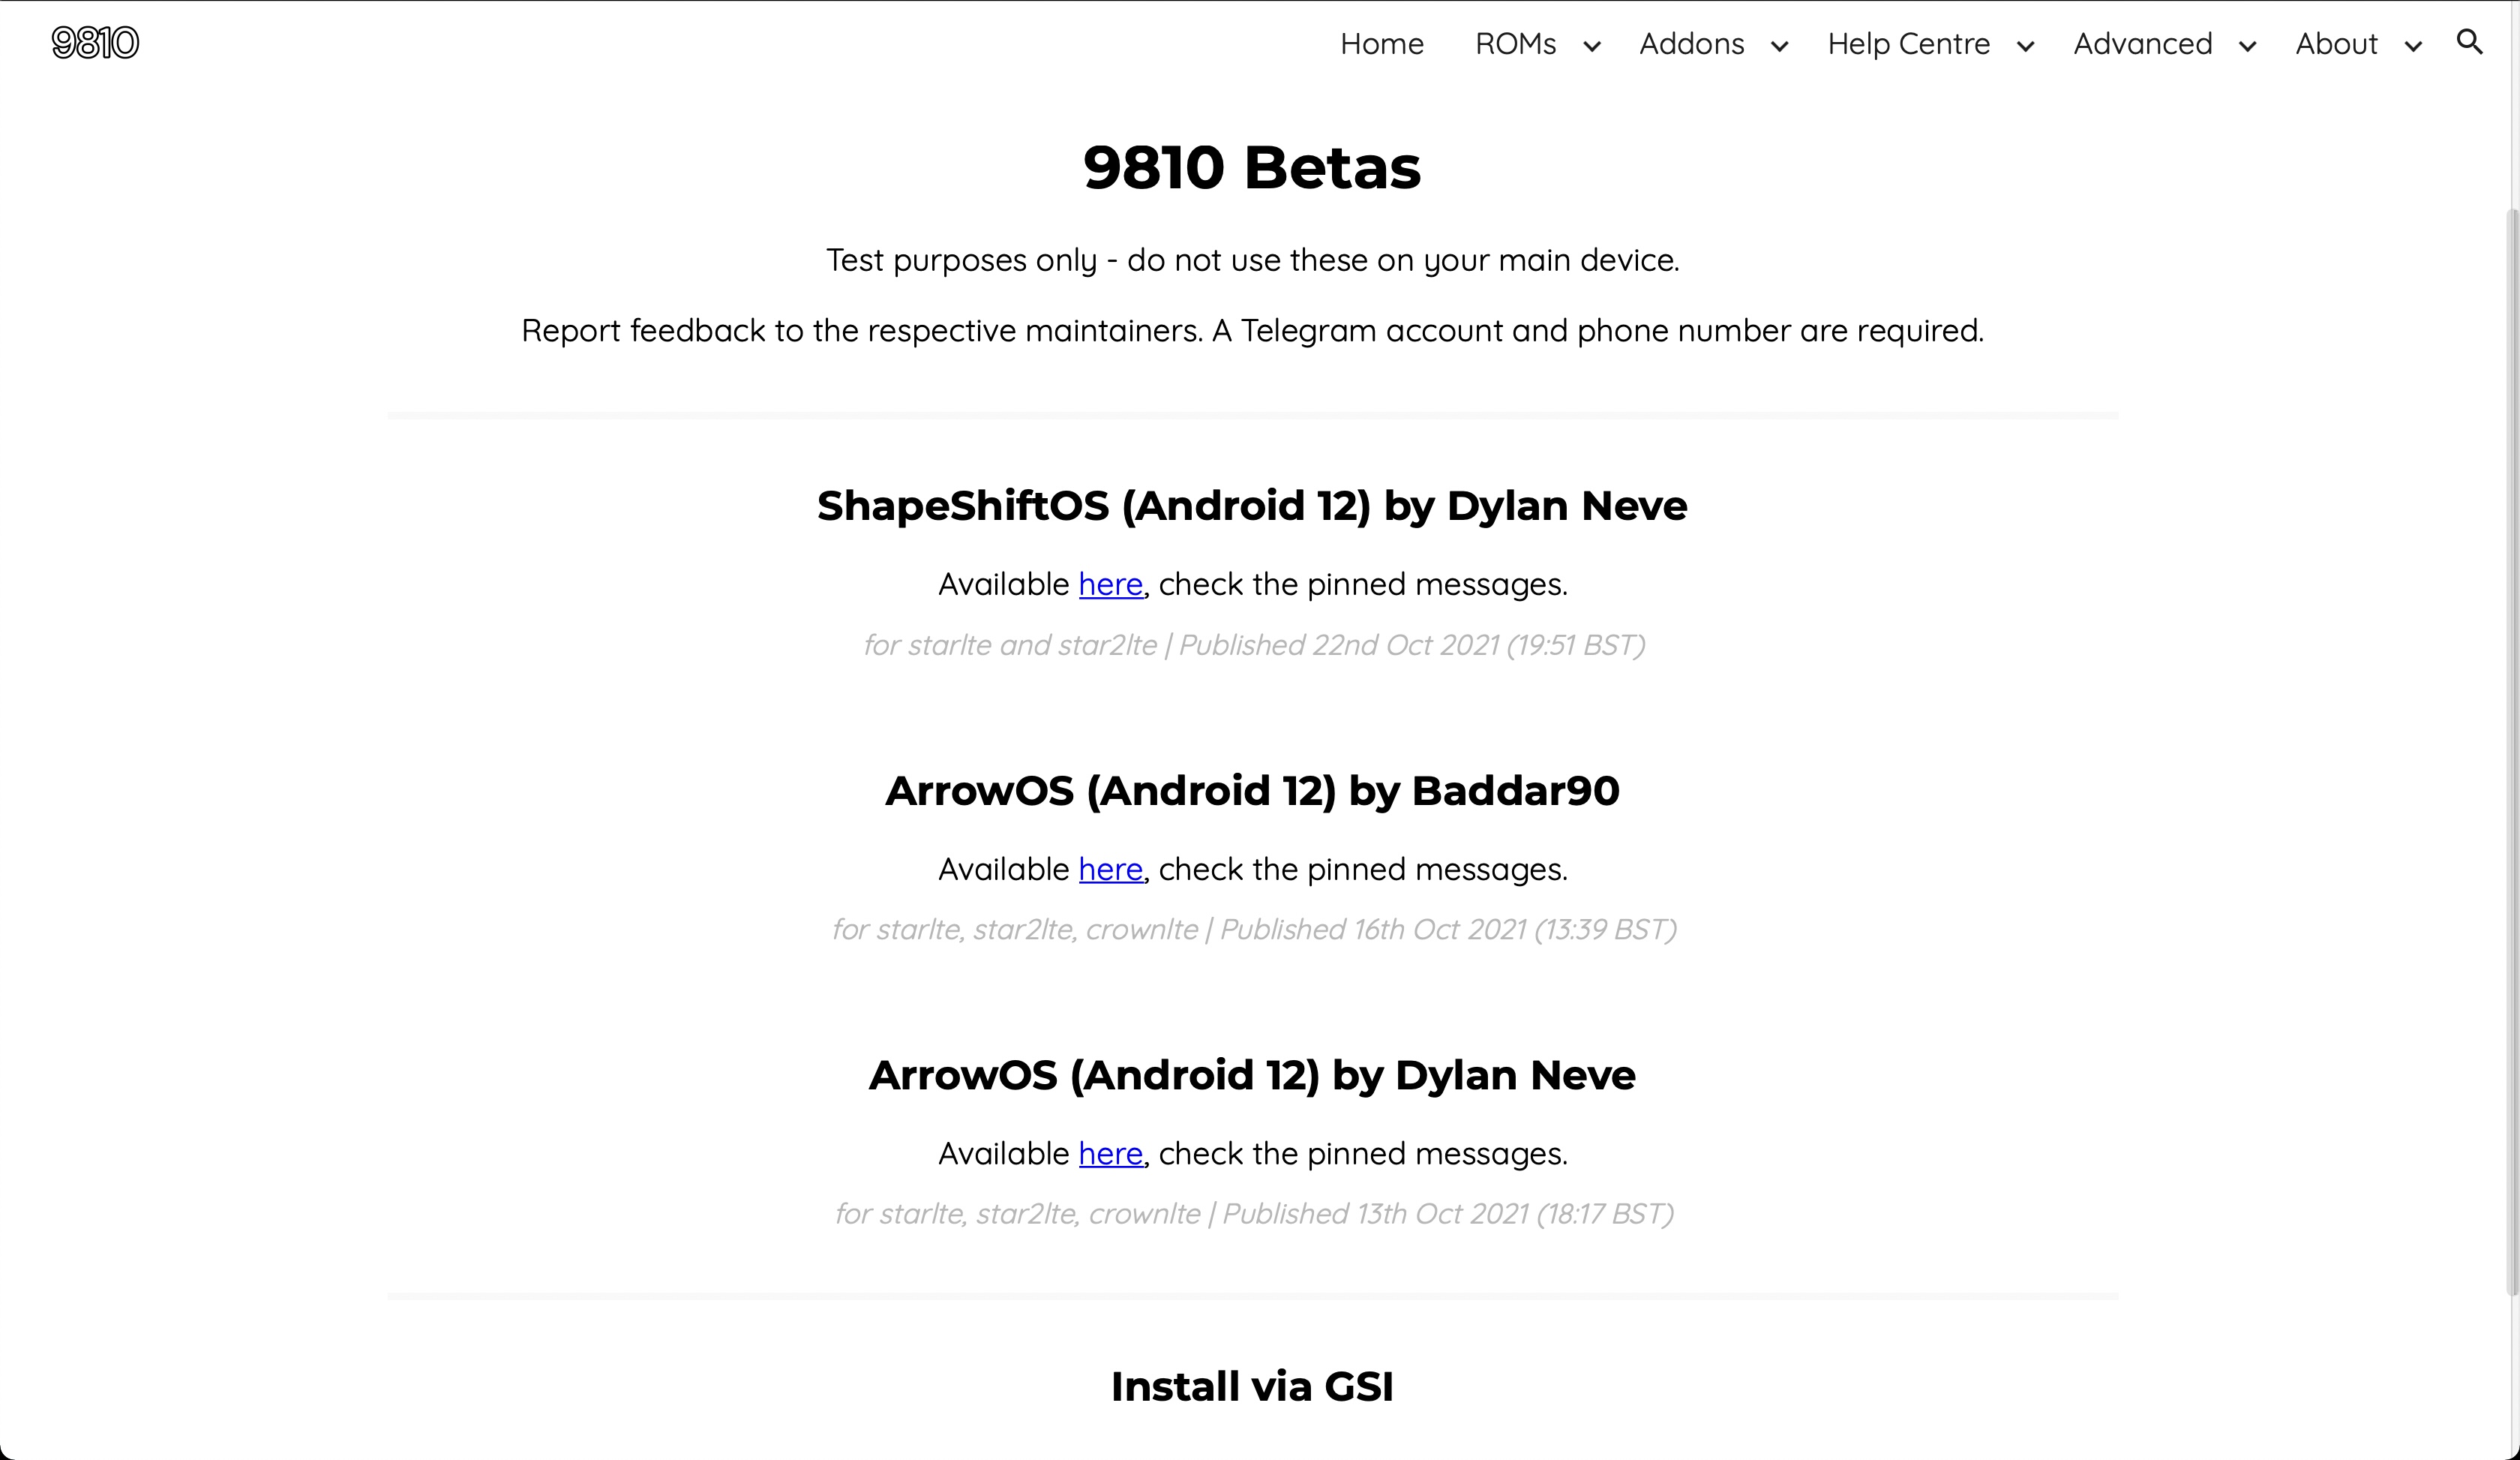 9810
Home ROMs Addons Help Centre Advanced About
9810 Betas
Test purposes only - do not use these on your main device.
Report feedback to the respective maintainers. A Telegram account and phone number are required.
ShapeShiftOS (Android 12) by Dylan Neve
Available here, check the pinned messages.
for starlte and star2lte | Published 22nd Oct 2021 (19:51 BST)
ArrowOS (Android 12) by Baddar90
Available here, check the pinned messages.
for starlte, star2lte, crownlte | Published 16th Oct 2021 (13:39 BST)
ArrowOS (Android 12) by Dylan Neve
Available here, check the pinned messages.
for starlte, star2lte, crownlte | Published 13th Oct 2021 (18:17 BST)
Install via GSI